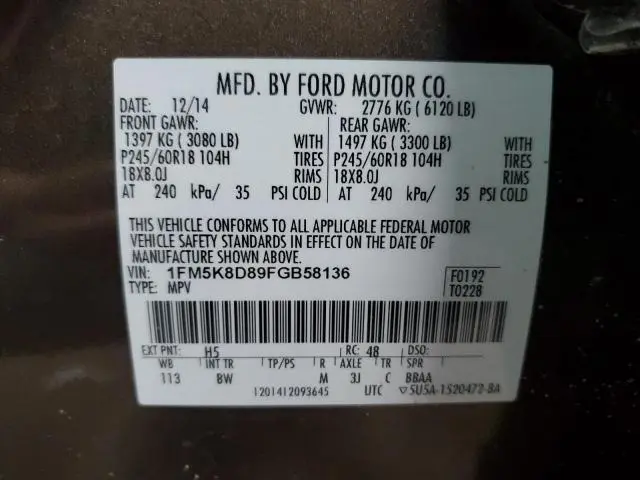 MFD. BY FORD MOTOR CO.
DATE: 12/14 GVWR: 2776 KG ( 6120 LB)
FRONT GAWR: REAR GAWR:
1397 KG ( 3080 LB) WITH 1497 KG ( 3300 LB) WITH
P245/60R18 104H TIRES P245/60R18 104H TIRES
18X8.0J RIMS 18X8.0J RIMS
AT 240 kPa/ 35 PSI COLD AT 240 kPa/ 35 PSI COLD
THIS VEHICLE CONFORMS TO ALL APPLICABLE FEDERAL MOTOR
VEHICLE SAFETY STANDARDS IN EFFECT ON THE DATE OF
MANUFACTURE SHOWN ABOVE.
VIN: 1FM5K8D89FGB58136 F0192
TYPE: MPV T0228
EXT PNT: H5 RC: 48 DSO:
WB INT TR TP/PS R AXLE TR SPR
113 BW M 3J C BBAA
1201412093645 UTC ▽5U5A-1520472-BA